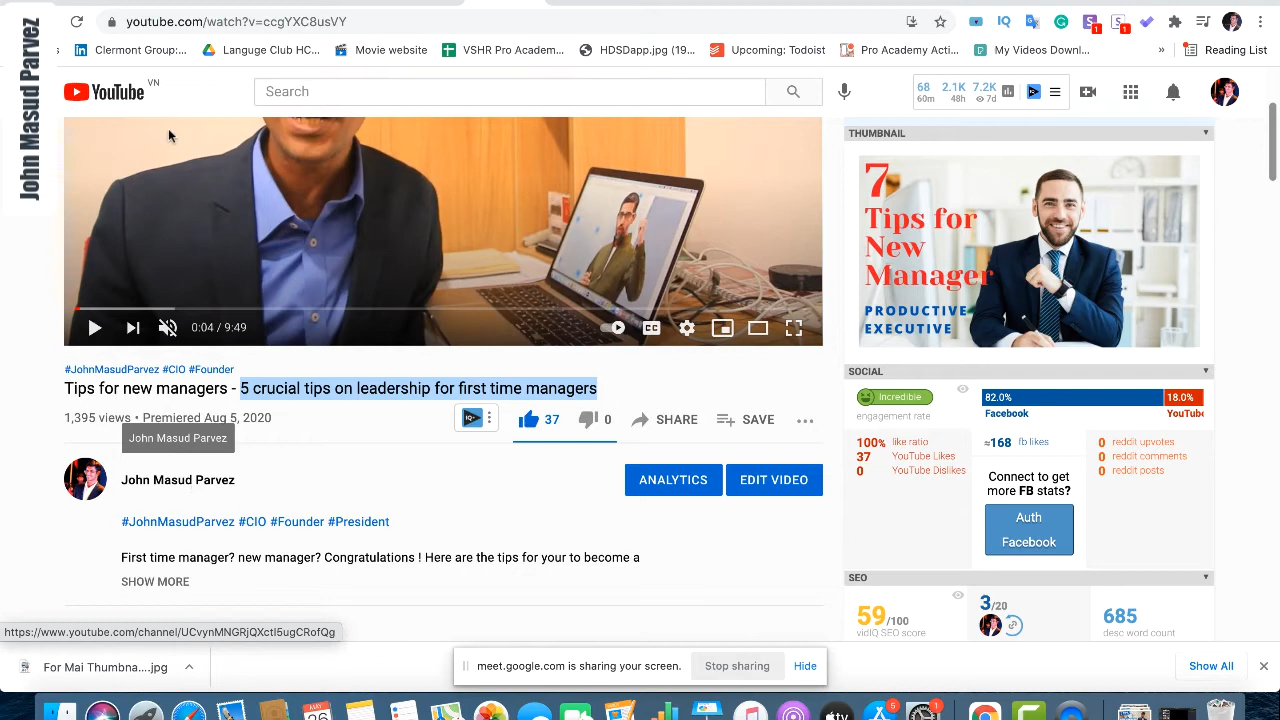 John Masud Parvez
youtube.com/watch?v=ccgYXC8usVY
Clermont Group:...
Languge Club HC...
Movie website
VSHR Pro Academ...
HDSDapp.jpg (19...
Upcoming: Todoist
Pro Academy Acti...
My Videos Downl...
»
Reading List
YouTube VN
Search
68 2.1K 7.2K
60m 48h 7d
THUMBNAIL
7
Tips for
New
Manager
PRODUCTIVE
EXECUTIVE
0:04 / 9:49
CC
#JohnMasudParvez #CIO #Founder
Tips for new managers - 5 crucial tips on leadership for first time managers
1,395 views • Premiered Aug 5, 2020
37
0
SHARE
SAVE
John Masud Parvez
John Masud Parvez
ANALYTICS
EDIT VIDEO
#JohnMasudParvez #CIO #Founder #President
First time manager? new manager? Congratulations ! Here are the tips for your to become a
SHOW MORE
SOCIAL
Incredible
engagement rate
82.0% 18.0%
Facebook YouTube
100% like ratio
37 YouTube Likes
0 YouTube Dislikes
≈168 fb likes
Connect to get
more FB stats?
Auth
Facebook
0 reddit upvotes
0 reddit comments
0 reddit posts
SEO
59/100
vidIQ SEO score
3/20
685
desc word count
https://www.youtube.com/channel/UCvynMNGRjQXctI5ugCRofQg
For Mai Thumbna....jpg
meet.google.com is sharing your screen.
Stop sharing
Hide
Show All